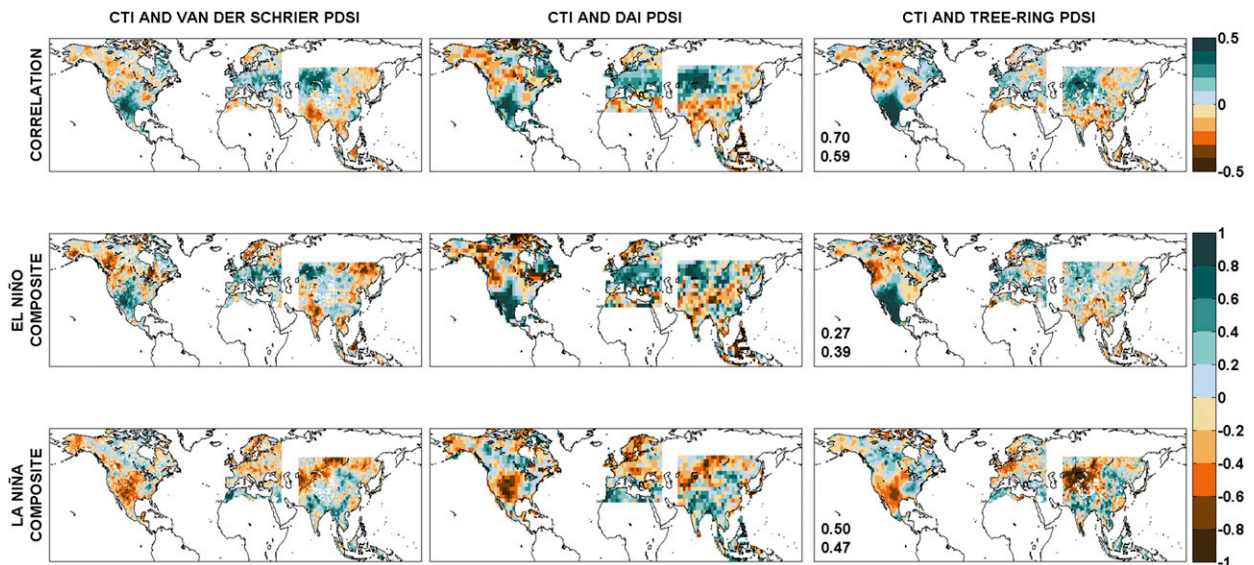 CTI AND VAN DER SCHRIER PDSI
CTI AND DAI PDSI
CTI AND TREE-RING PDSI
CORRELATION
0.70
0.59
0.5
0
-0.5
EL NIÑO
COMPOSITE
0.27
0.39
LA NIÑA
COMPOSITE
0.50
0.47
1
0.8
0.6
0.4
0.2
0
-0.2
-0.4
-0.6
-0.8
-1